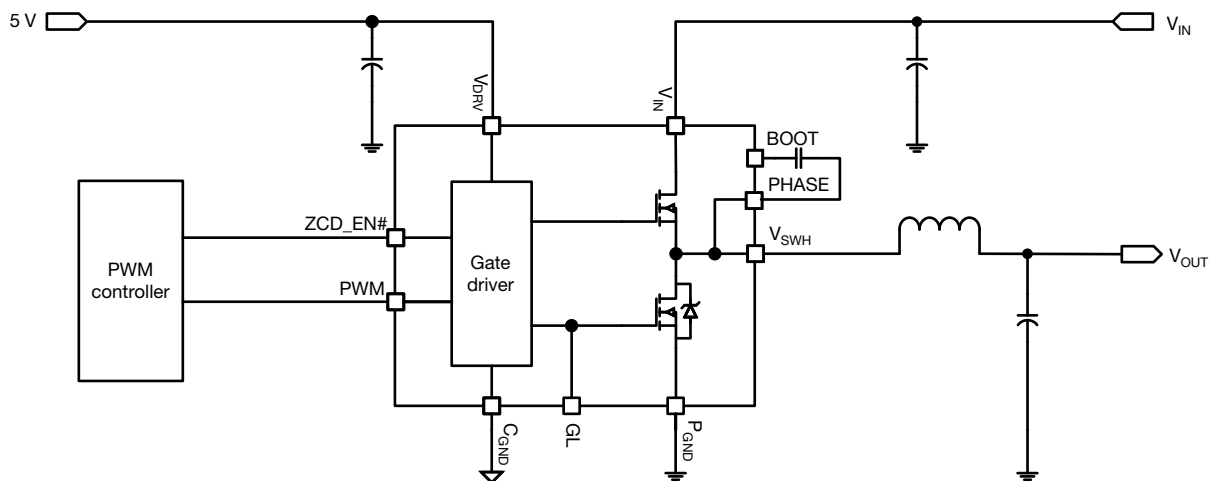 5 V
V_IN
V_DRV
V_IN
BOOT
PHASE
ZCD_EN#
V_SWH
PWM
controller
Gate
driver
PWM
V_OUT
C_GND
GL
P_GND